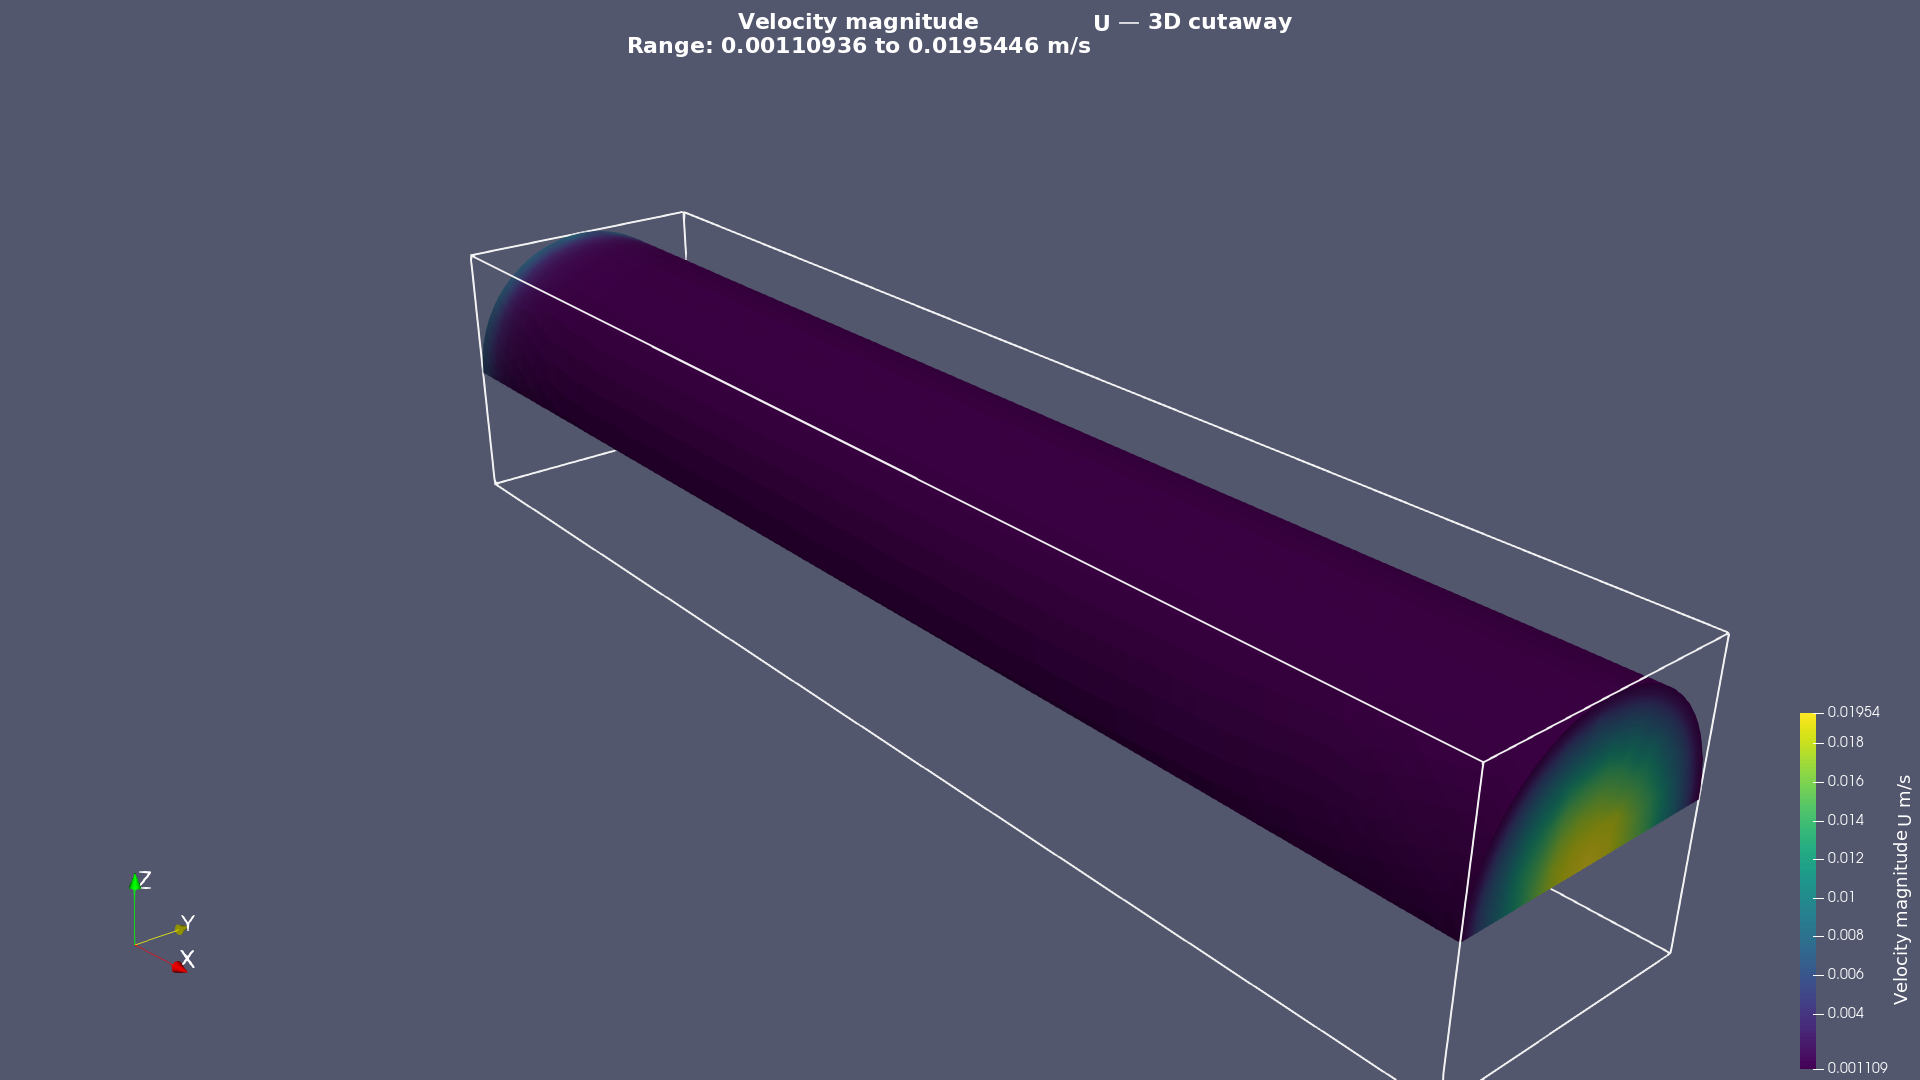 Velocity magnitude U — 3D cutaway
Range: 0.00110936 to 0.0195446 m/s
0.01954
0.018
0.016
0.014
0.012
0.01
0.008
0.006
0.004
0.001109
Velocity magnitude U m/s
Z
Y
X